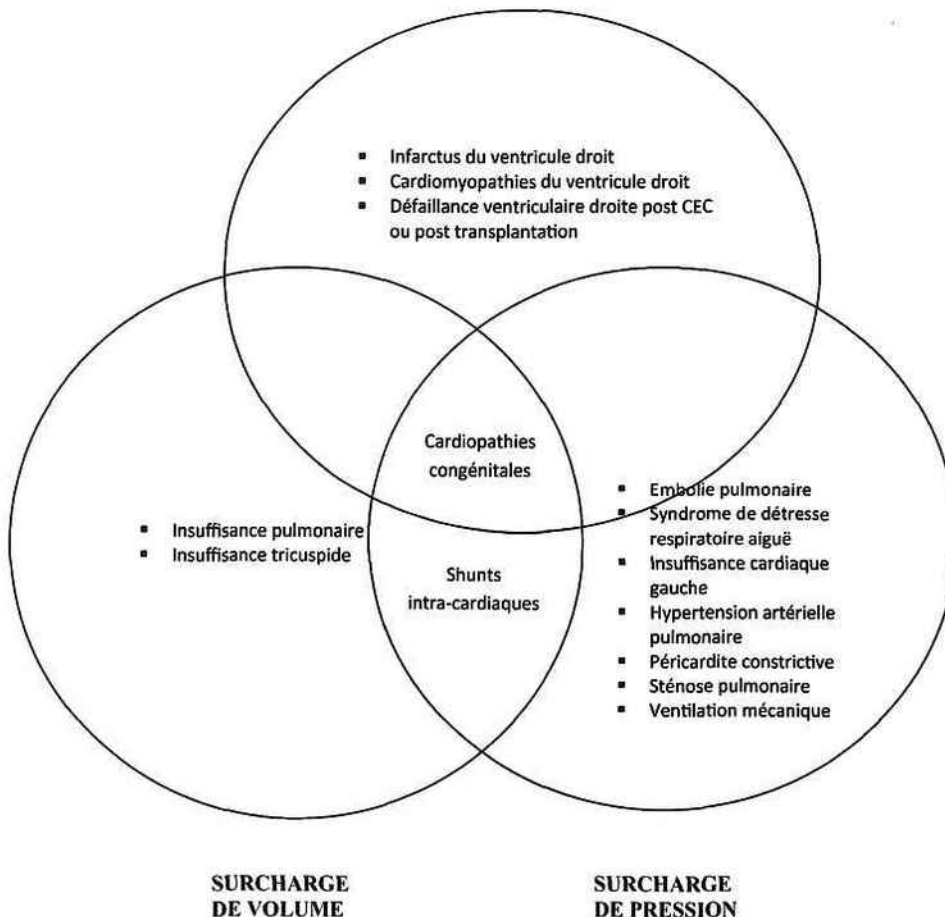 ▪ Infarctus du ventricule droit
▪ Cardiomyopathies du ventricule droit
▪ Défaillance ventriculaire droite post CEC
ou post transplantation
Cardiopathies
congénitales
▪ Insuffisance pulmonaire
▪ Insuffisance tricuspide
Shunts
intra-cardiaques
▪ Embolie pulmonaire
▪ Syndrome de détresse
respiratoire aiguë
▪ Insuffisance cardiaque
gauche
▪ Hypertension artérielle
pulmonaire
▪ Péricardite constrictive
▪ Sténose pulmonaire
▪ Ventilation mécanique
SURCHARGE
DE VOLUME
SURCHARGE
DE PRESSION